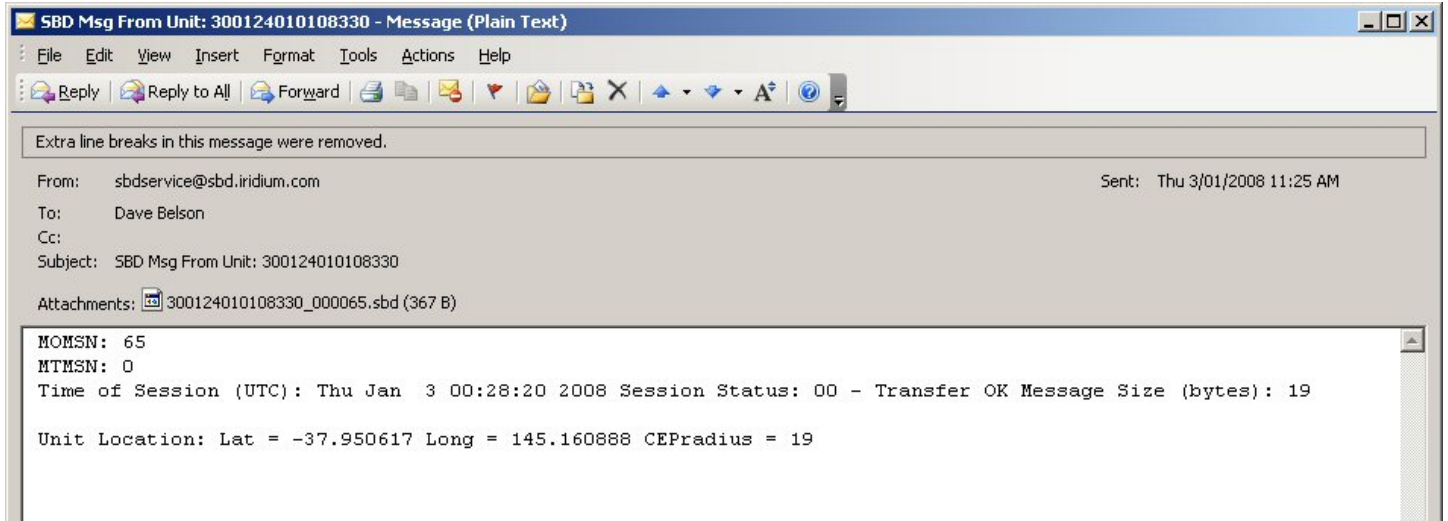 SBD Msg From Unit: 300124010108330 - Message (Plain Text)
File Edit View Insert Format Tools Actions Help
Reply Reply to All Forward
Extra line breaks in this message were removed.
From: sbdservice@sbd.iridium.com Sent: Thu 3/01/2008 11:25 AM
To: Dave Belson
Cc:
Subject: SBD Msg From Unit: 300124010108330
Attachments: 300124010108330_000065.sbd (367 B)
MOMSN: 65
MTMSN: 0
Time of Session (UTC): Thu Jan  3 00:28:20 2008 Session Status: 00 - Transfer OK Message Size (bytes): 19
Unit Location: Lat = -37.950617 Long = 145.160888 CEPradius = 19